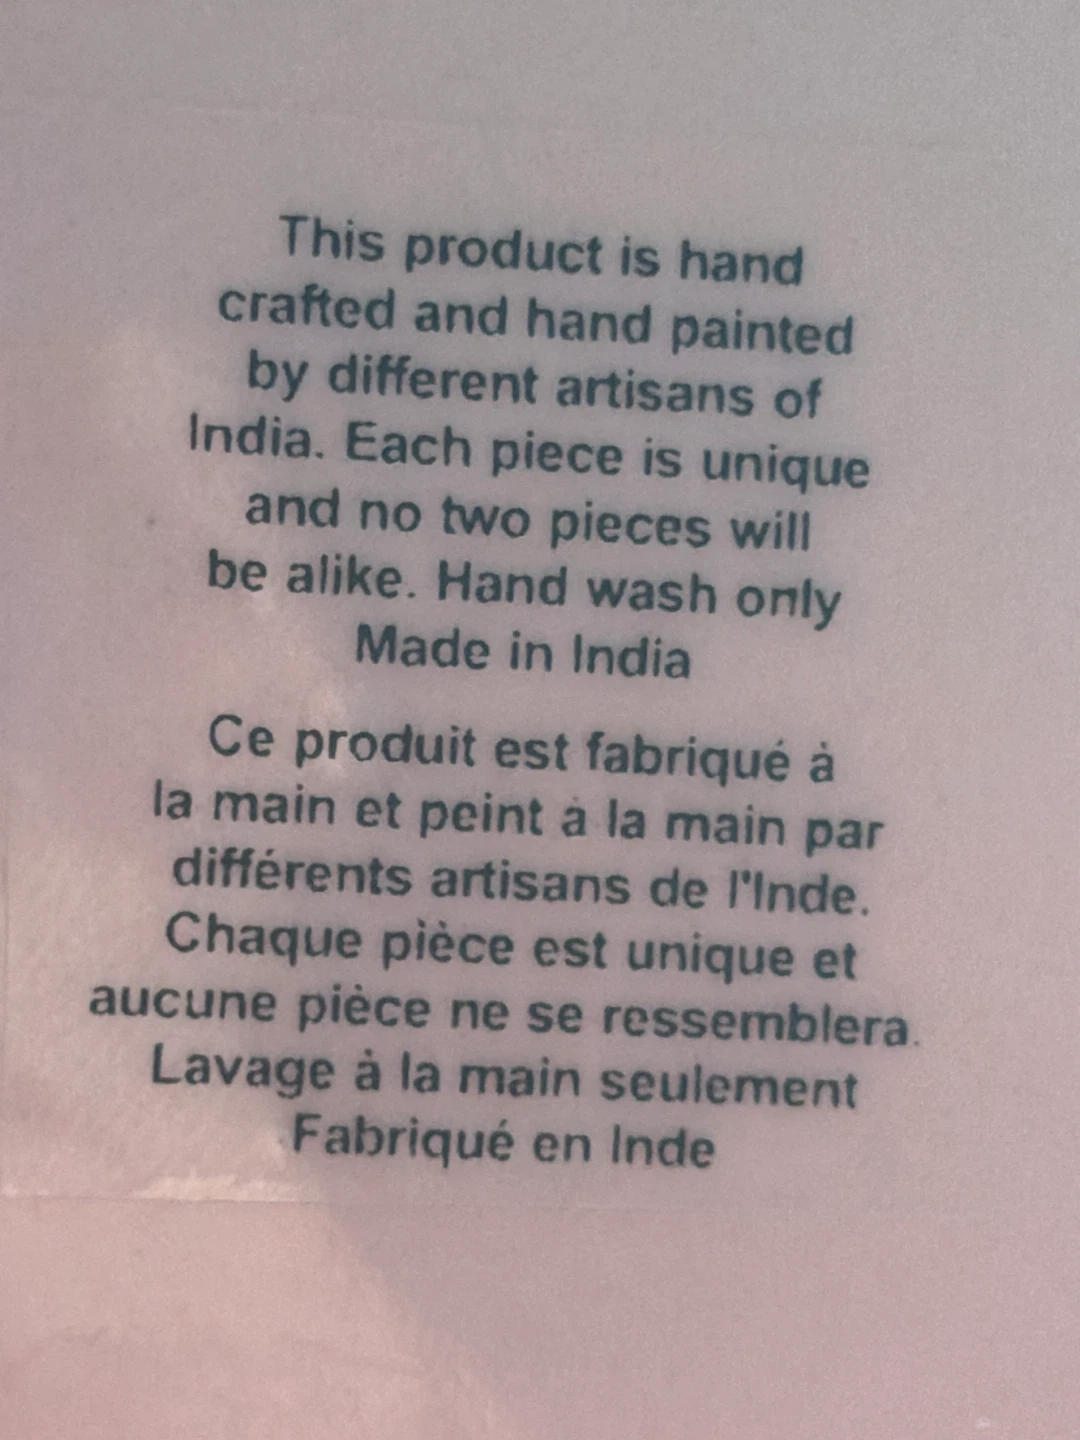 This product is hand
crafted and hand painted
by different artisans of
India. Each piece is unique
and no two pieces will
be alike. Hand wash only
Made in India
Ce produit est fabriqué à
la main et peint à la main par
différents artisans de l'Inde.
Chaque pièce est unique et
aucune pièce ne se ressemblera.
Lavage à la main seulement
Fabriqué en Inde